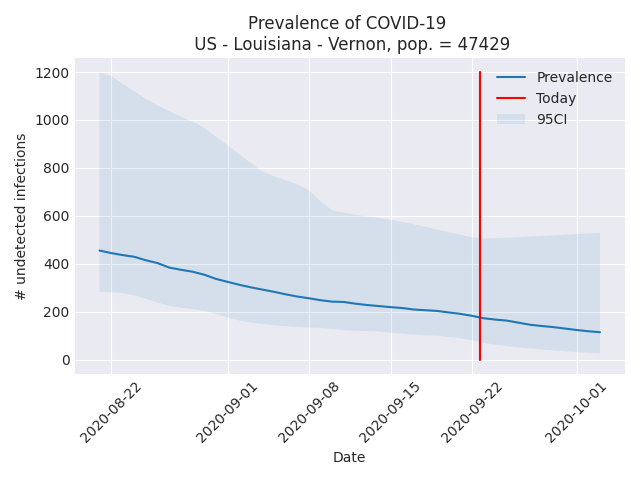 Prevalence of COVID-19
US - Louisiana - Vernon, pop. = 47429
1200
1000
800
600
400
200
0
# undetected infections
Prevalence
Today
95CI
2020-08-22
2020-09-01
2020-09-08
2020-09-15
2020-09-22
2020-10-01
Date